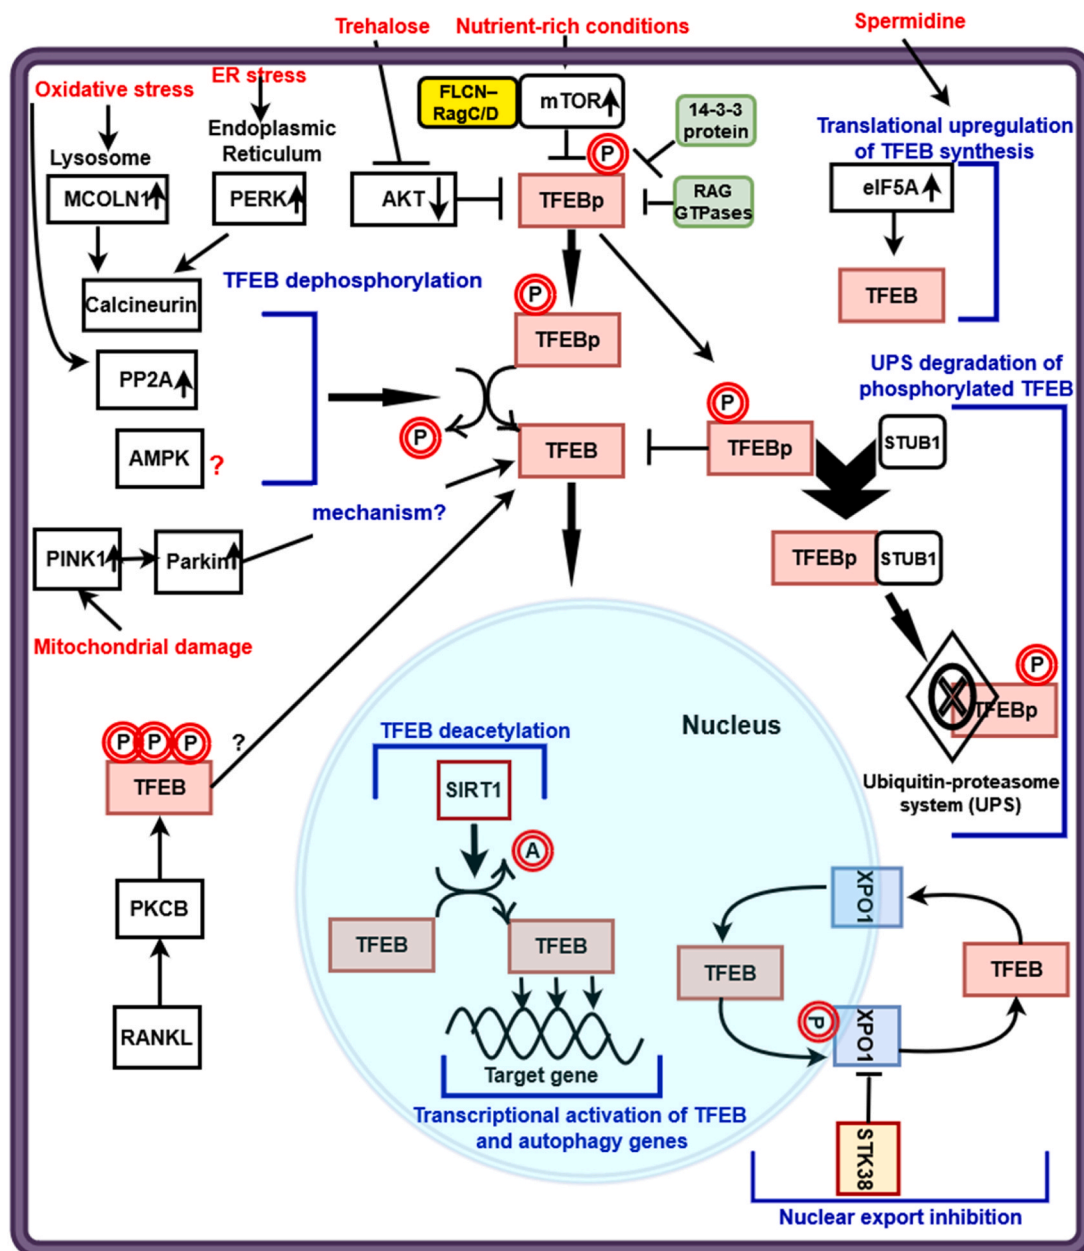 Trehalose
Nutrient-rich conditions
Spermidine
Oxidative stress
ER stress
FLCN–
RagC/D
mTOR
14-3-3
protein
Lysosome
MCOLN1
Endoplasmic
Reticulum
PERK
AKT
P
TFEBp
RAG
GTPases
Translational upregulation
of TFEB synthesis
eIF5A
TFEB
Calcineurin
PP2A
AMPK
?
TFEB dephosphorylation
P
TFEBp
P
TFEB
P
TFEBp
UPS degradation of
phosphorylated TFEB
STUB1
TFEBp
STUB1
P
X
TFEBp
Ubiquitin-proteasome
system (UPS)
mechanism?
PINK1
Parkin
Mitochondrial damage
P
P
P
?
TFEB
PKCB
RANKL
Nucleus
TFEB deacetylation
SIRT1
A
TFEB
TFEB
Target gene
Transcriptional activation of TFEB
and autophagy genes
XPO1
TFEB
TFEB
P
XPO1
STK38
Nuclear export inhibition